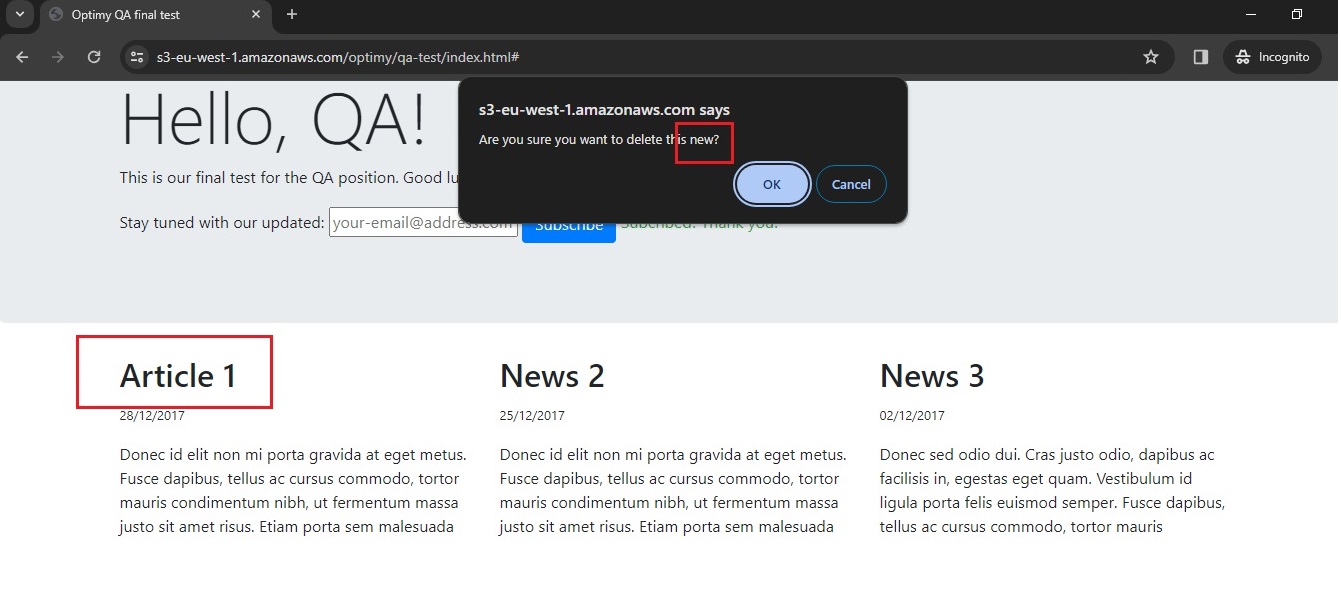 Optimy QA final test
s3-eu-west-1.amazonaws.com/optimy/qa-test/index.html#
Incognito
s3-eu-west-1.amazonaws.com says
Are you sure you want to delete this new?
OK
Cancel
Hello, QA!
This is our final test for the QA position. Good lu
Stay tuned with our updated: your-email@address.com Subscribe Subcribed! Thank you!
Article 1
28/12/2017
Donec id elit non mi porta gravida at eget metus.
Fusce dapibus, tellus ac cursus commodo, tortor
mauris condimentum nibh, ut fermentum massa
justo sit amet risus. Etiam porta sem malesuada
News 2
25/12/2017
Donec id elit non mi porta gravida at eget metus.
Fusce dapibus, tellus ac cursus commodo, tortor
mauris condimentum nibh, ut fermentum massa
justo sit amet risus. Etiam porta sem malesuada
News 3
02/12/2017
Donec sed odio dui. Cras justo odio, dapibus ac
facilisis in, egestas eget quam. Vestibulum id
ligula porta felis euismod semper. Fusce dapibus,
tellus ac cursus commodo, tortor mauris